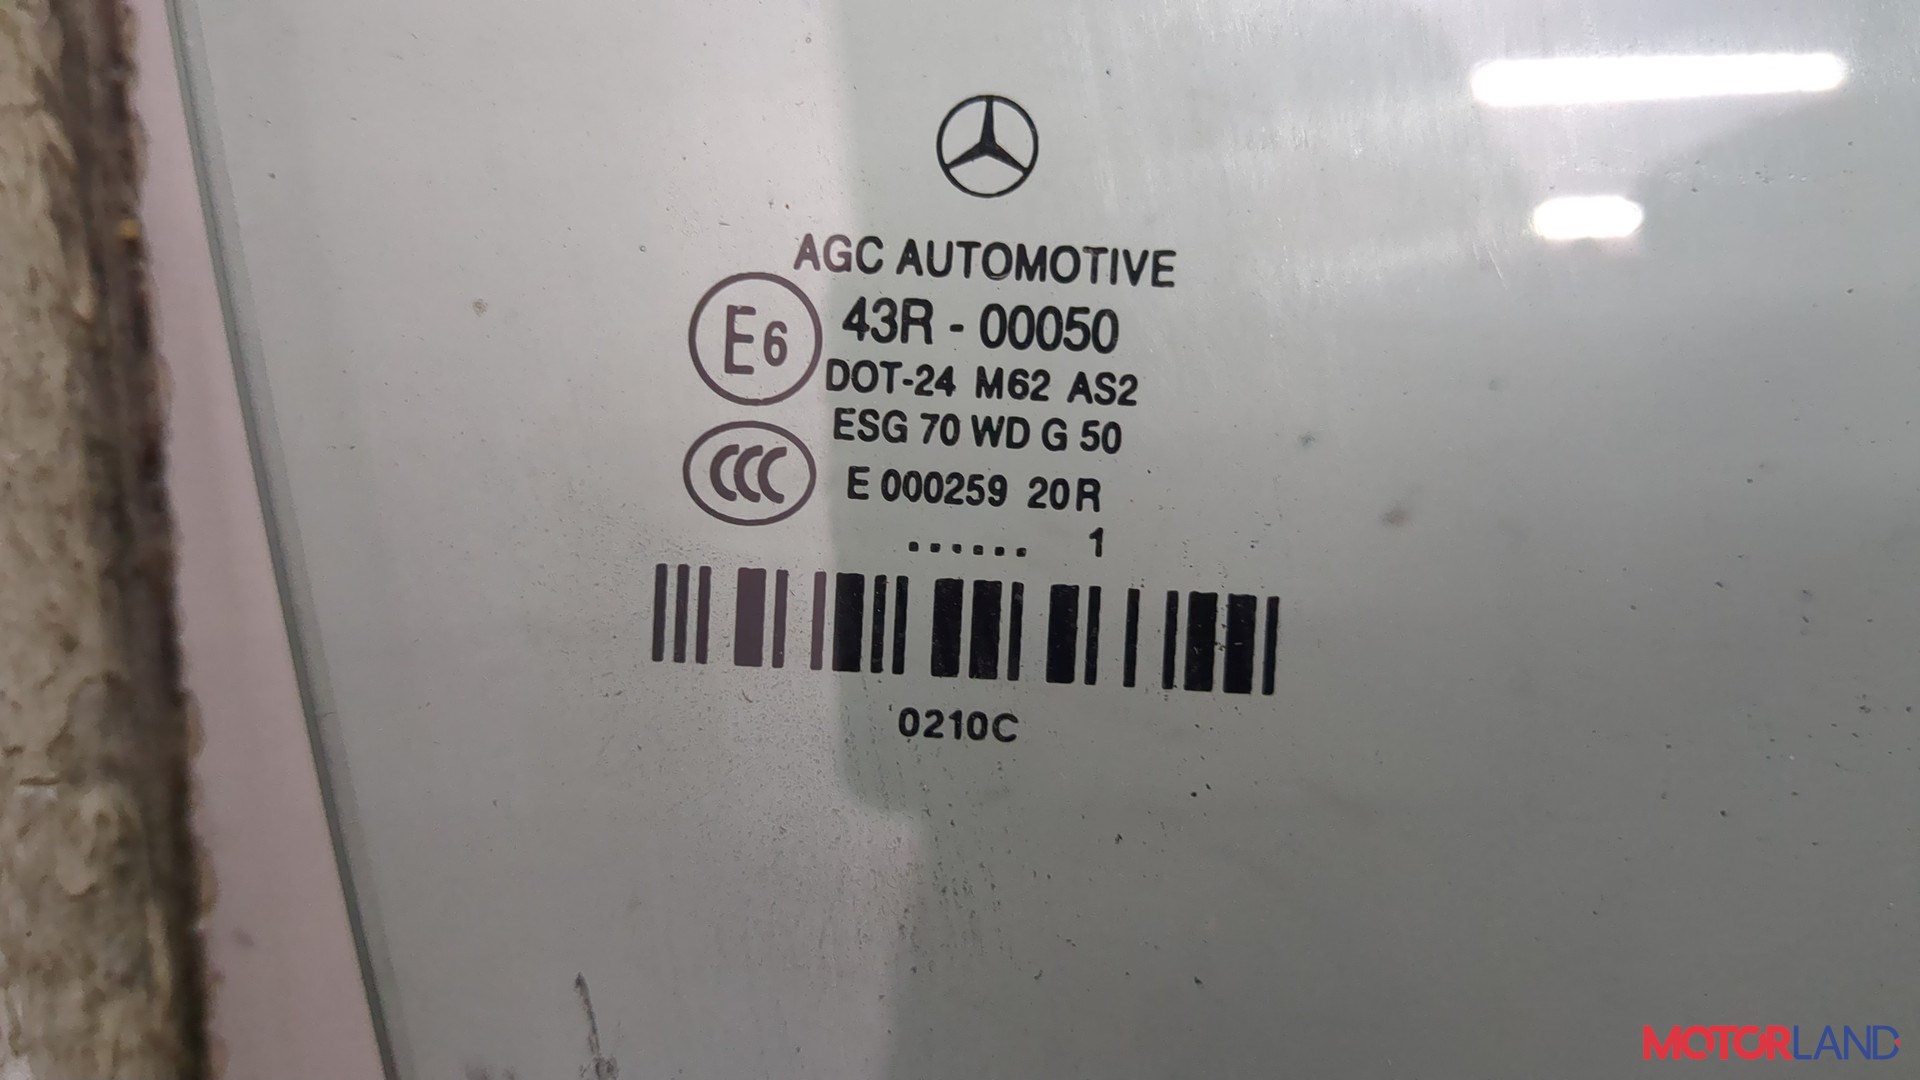 AGC AUTOMOTIVE
E6
43R - 00050
DOT-24 M62 AS2
ESG 70 WD G 50
CCC
E 000259 20R
...... 1
0210C
MOTORLAND